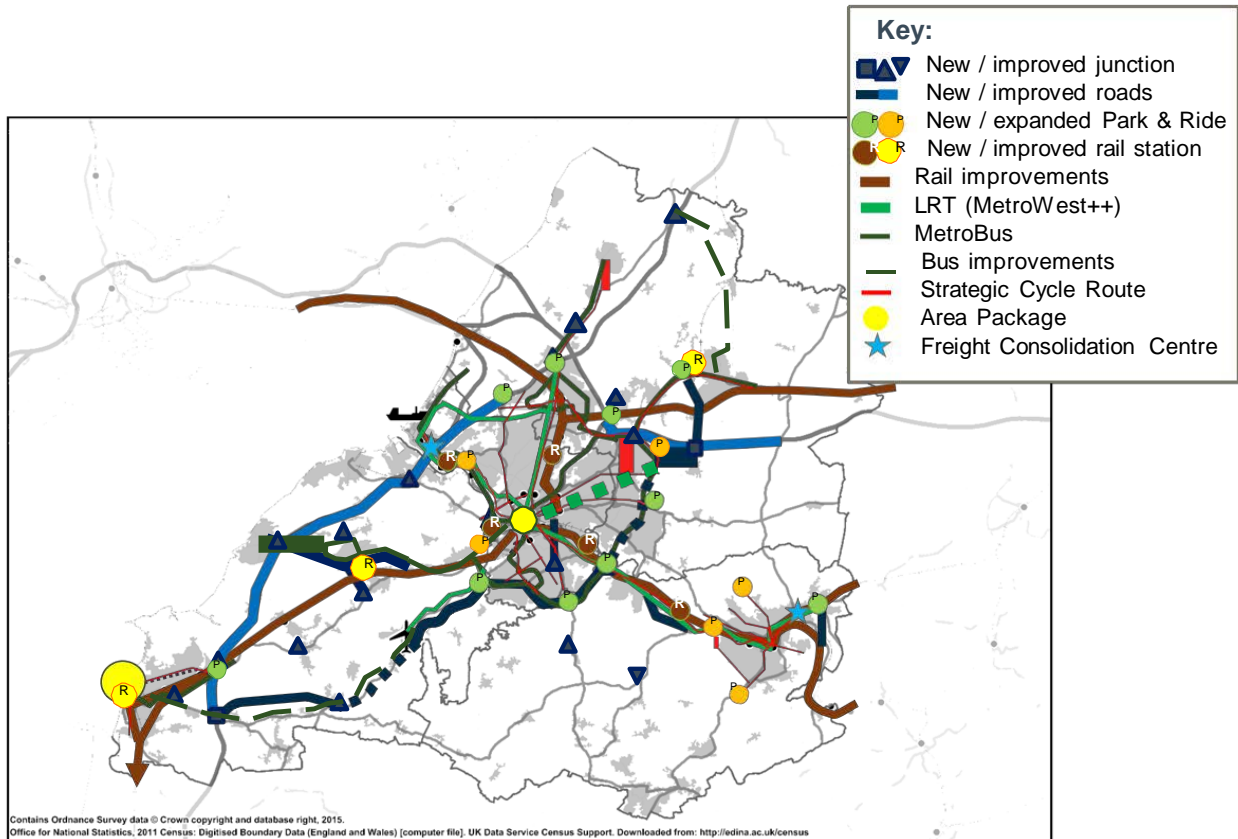 Key:
New / improved junction
New / improved roads
P P New / expanded Park & Ride
R R New / improved rail station
Rail improvements
LRT (MetroWest++)
MetroBus
Bus improvements
Strategic Cycle Route
Area Package
Freight Consolidation Centre
P
R
P
P
P
R
P
R
P
P
R
P
P
R
R
P
P
P
P
R
P
P
P
R
P
Contains Ordnance Survey data © Crown copyright and database right, 2015.
Office for National Statistics, 2011 Census: Digitised Boundary Data (England and Wales) [computer file]. UK Data Service Census Support. Downloaded from: http://edina.ac.uk/census